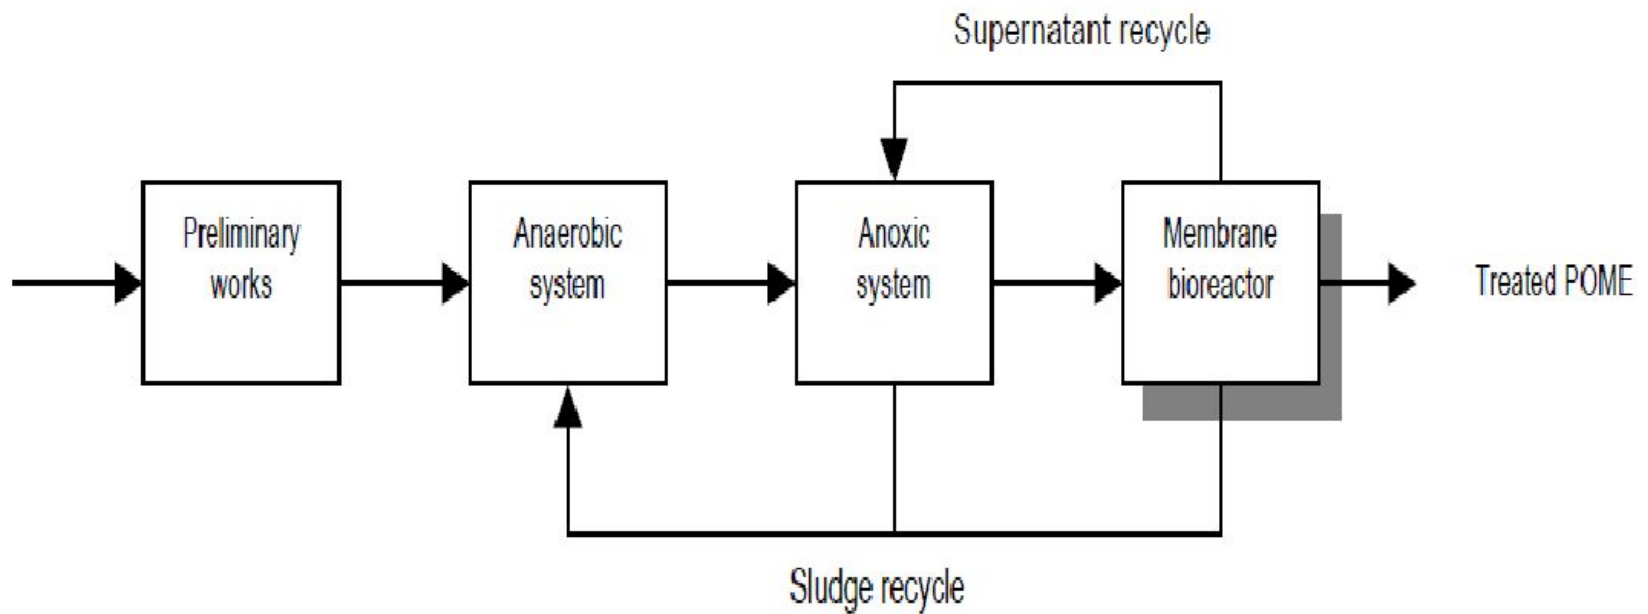 Supernatant recycle
Preliminary
works
Anaerobic
system
Anoxic
system
Membrane
bioreactor
Treated POME
Sludge recycle